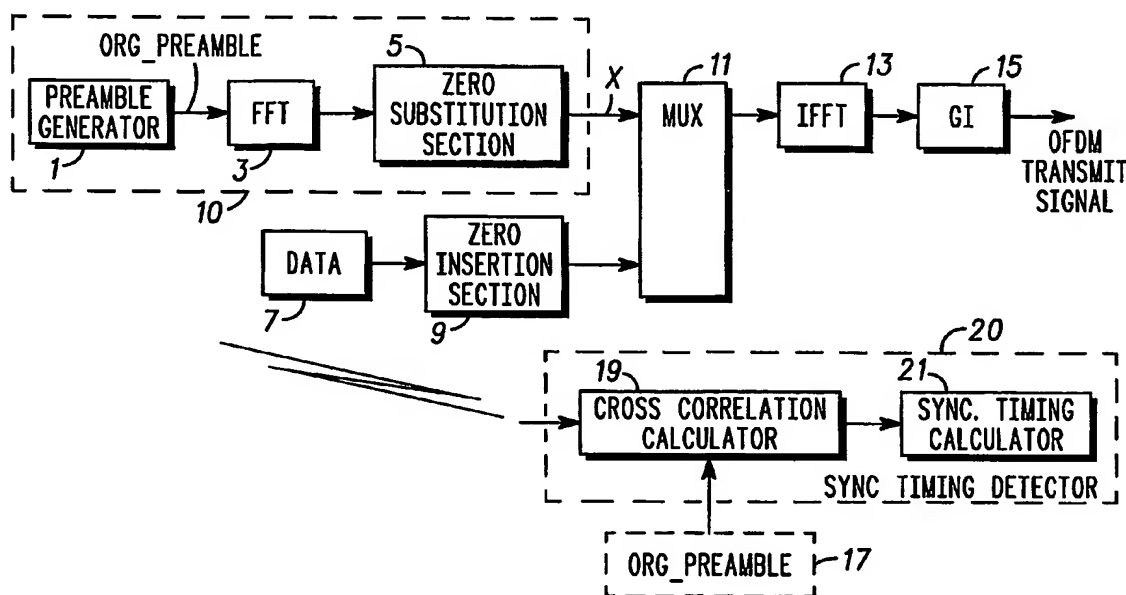 ORG_PREAMBLE
PREAMBLE
GENERATOR
1
FFT
3
5
ZERO
SUBSTITUTION
SECTION
X
10
11
MUX
13
IFFT
15
GI
OFDM
TRANSMIT
SIGNAL
DATA
7
ZERO
INSERTION
SECTION
9
20
19
CROSS CORRELATION
CALCULATOR
21
SYNC. TIMING
CALCULATOR
SYNC TIMING DETECTOR
ORG_PREAMBLE
17